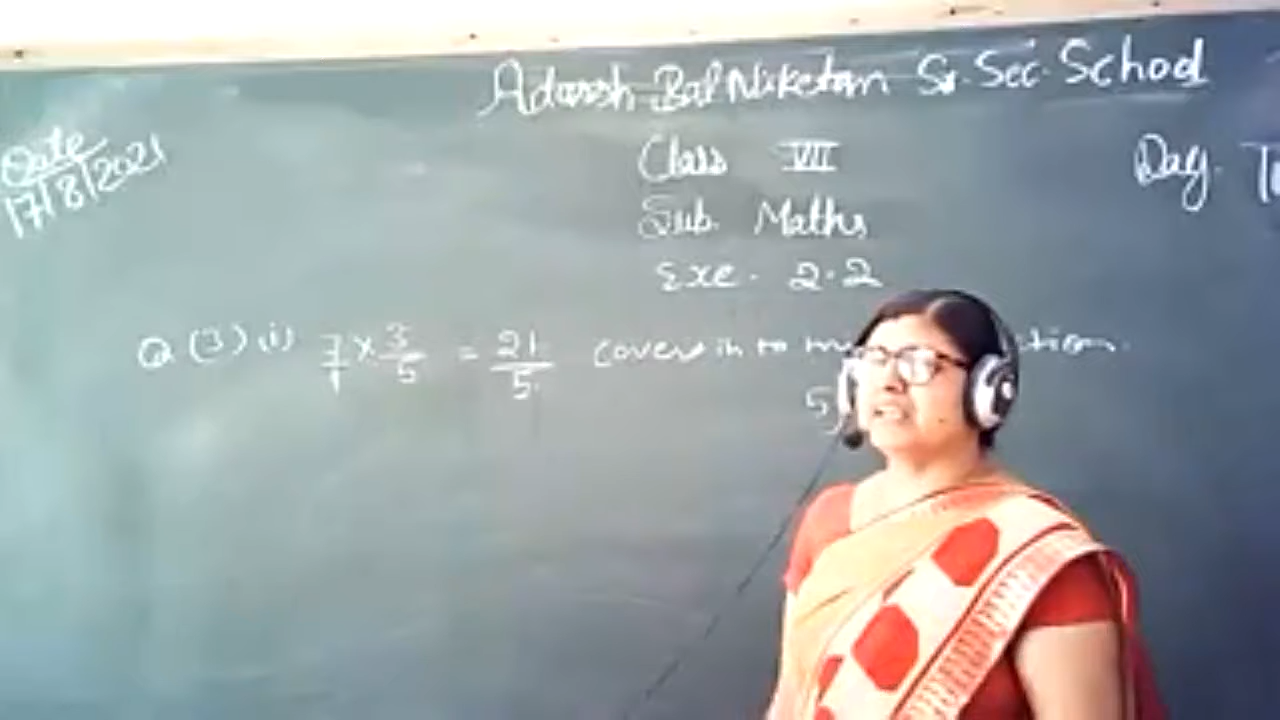 Adarsh Bal Niketan Sr. Sec. School
Date
17/8/2021
Class VII
Day.
Sub. Maths
Exe. 2.2
Q (3) (i) 7/1 × 3/5 = 21/5 covers in to
5)